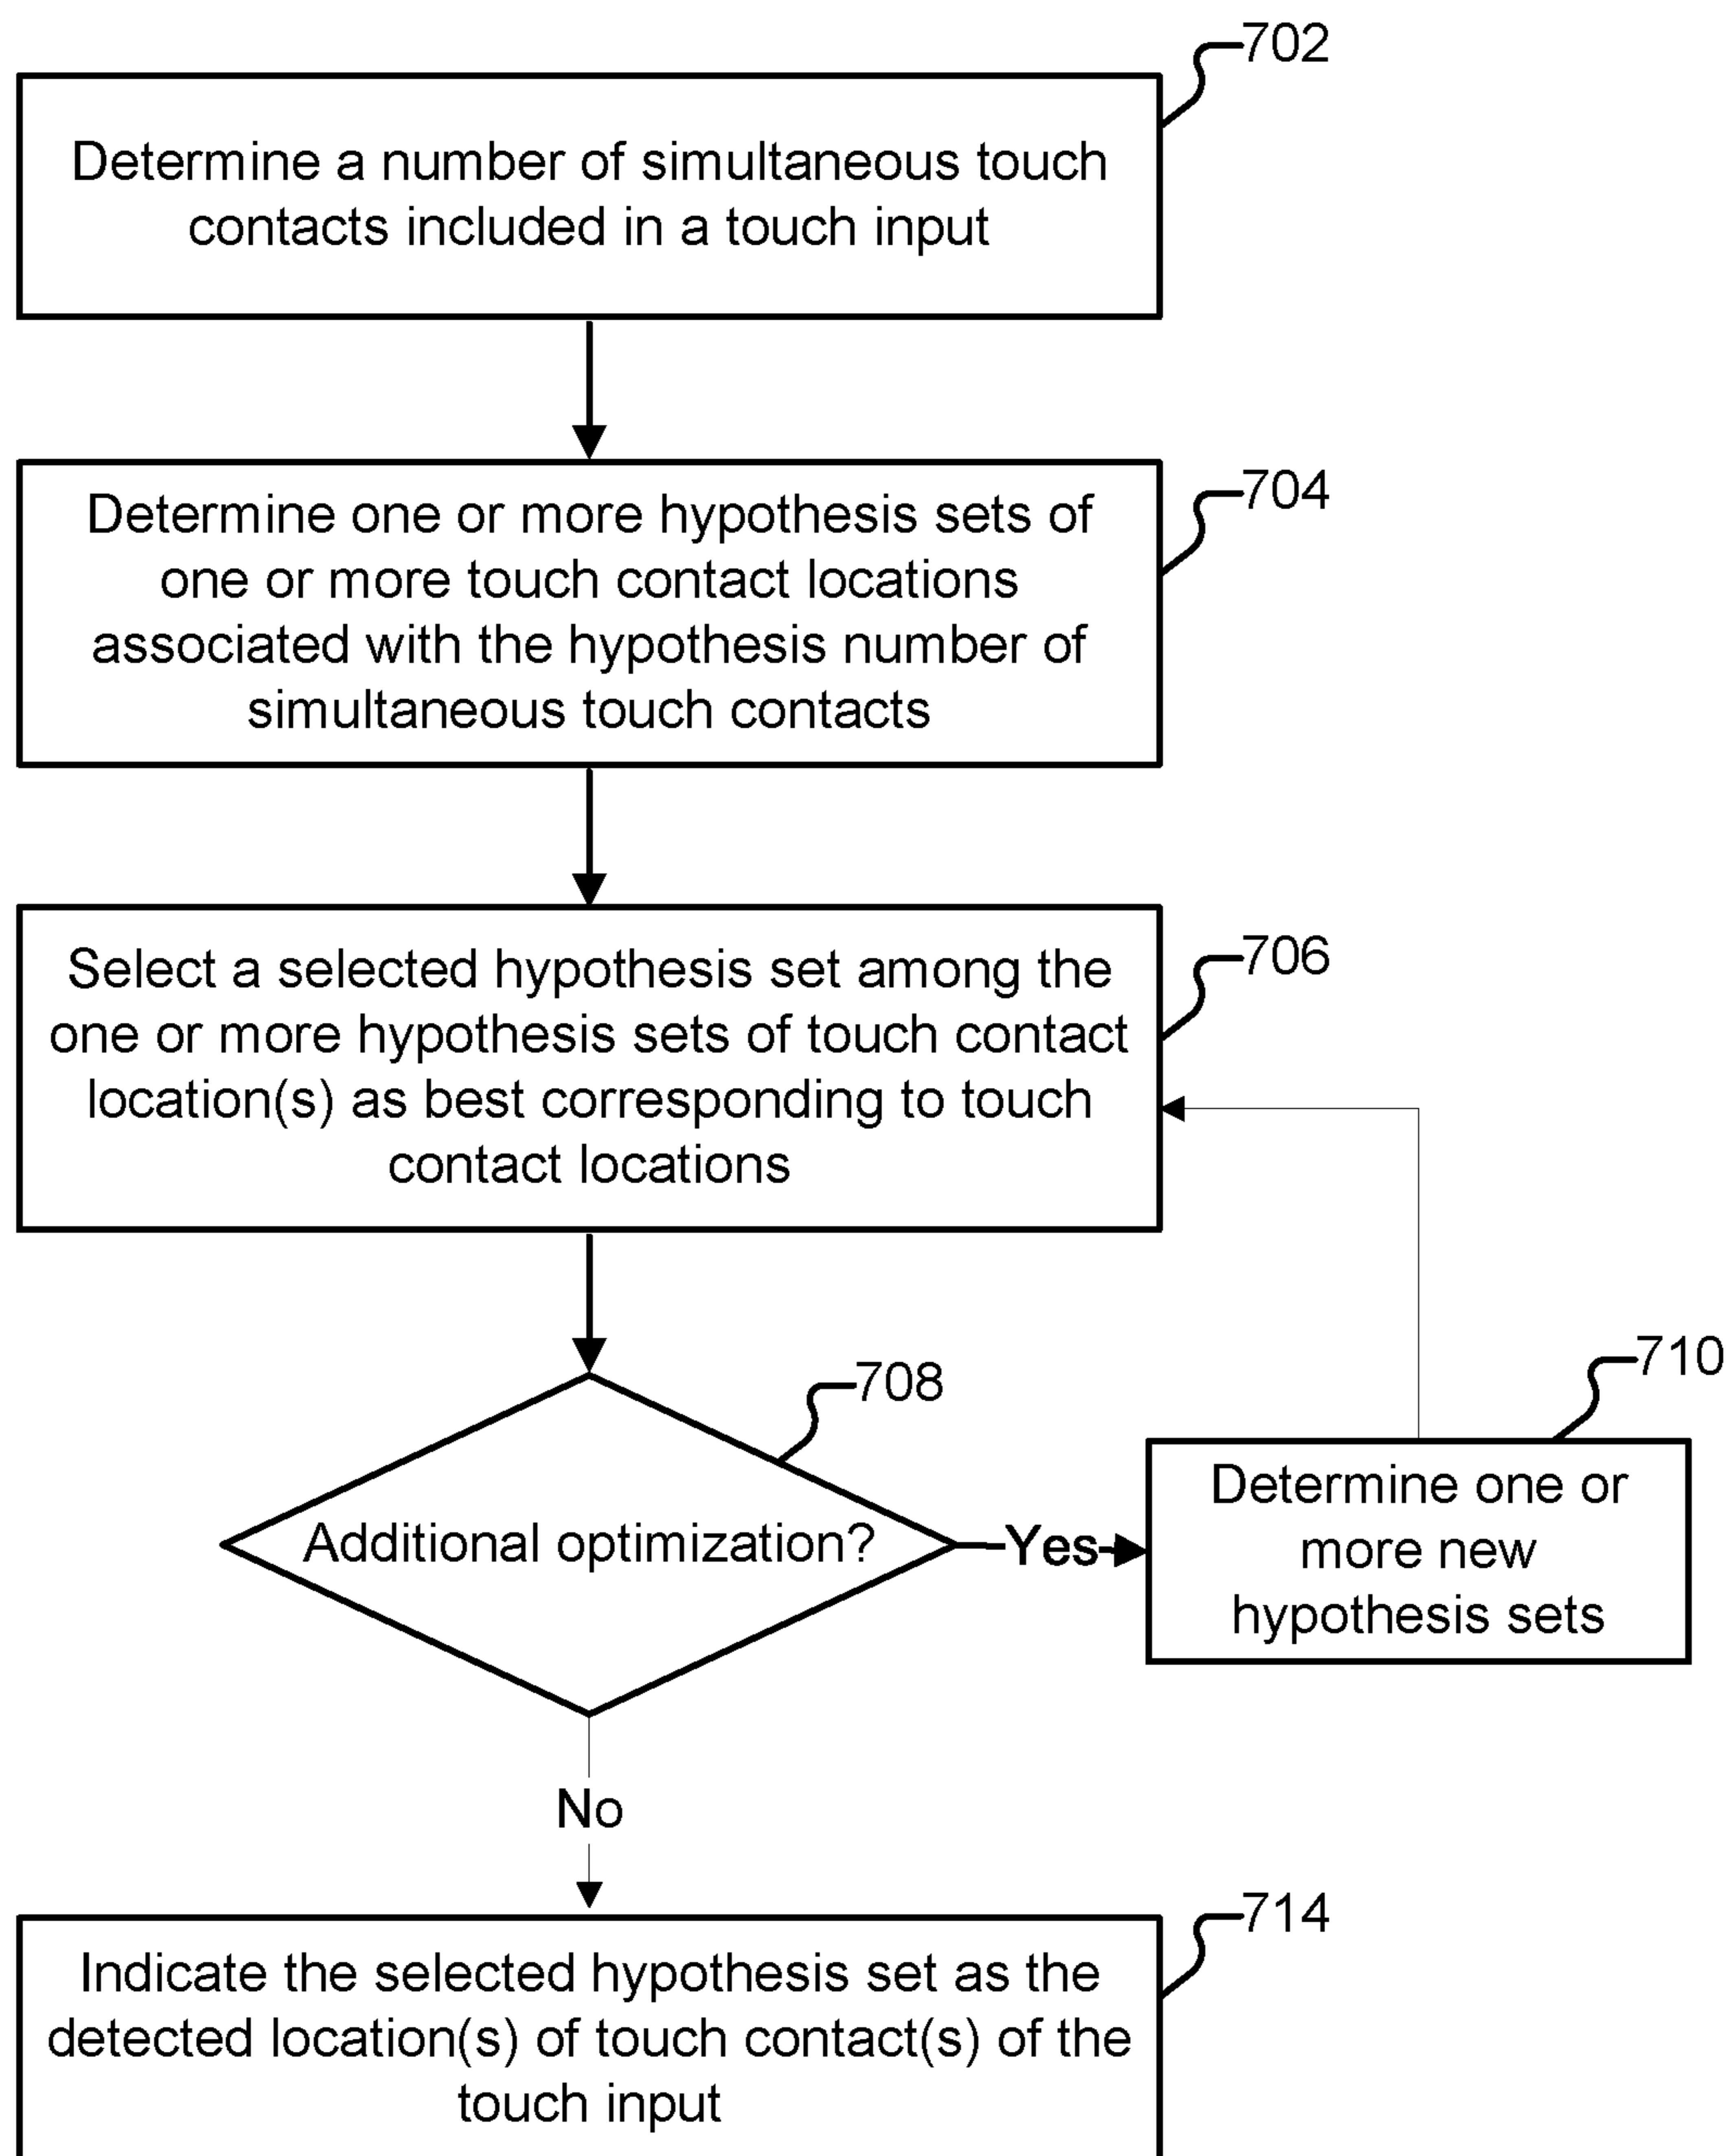 702
Determine a number of simultaneous touch
contacts included in a touch input
704
Determine one or more hypothesis sets of
one or more touch contact locations
associated with the hypothesis number of
simultaneous touch contacts
706
Select a selected hypothesis set among the
one or more hypothesis sets of touch contact
location(s) as best corresponding to touch
contact locations
708
Additional optimization?
Yes
710
Determine one or
more new
hypothesis sets
No
714
Indicate the selected hypothesis set as the
detected location(s) of touch contact(s) of the
touch input